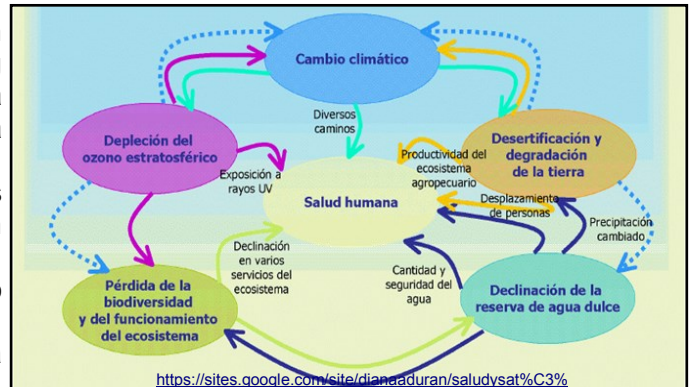 Cambio climático
Diversos
caminos
Depleción del
ozono estratosférico
Desertificación y
degradación
de la tierra
Productividad del
ecosistema
agropecuario
Exposición a
rayos UV
Salud humana
Desplazamiento
de personas
Precipitación
cambiado
Declinación
en varios
servicios del
ecosistema
Cantidad y
seguridad del
agua
Pérdida de la
biodiversidad
y del funcionamiento
del ecosistema
Declinación de la
reserva de agua dulce
https://sites.google.com/site/dianaaduran/saludysat%C3%